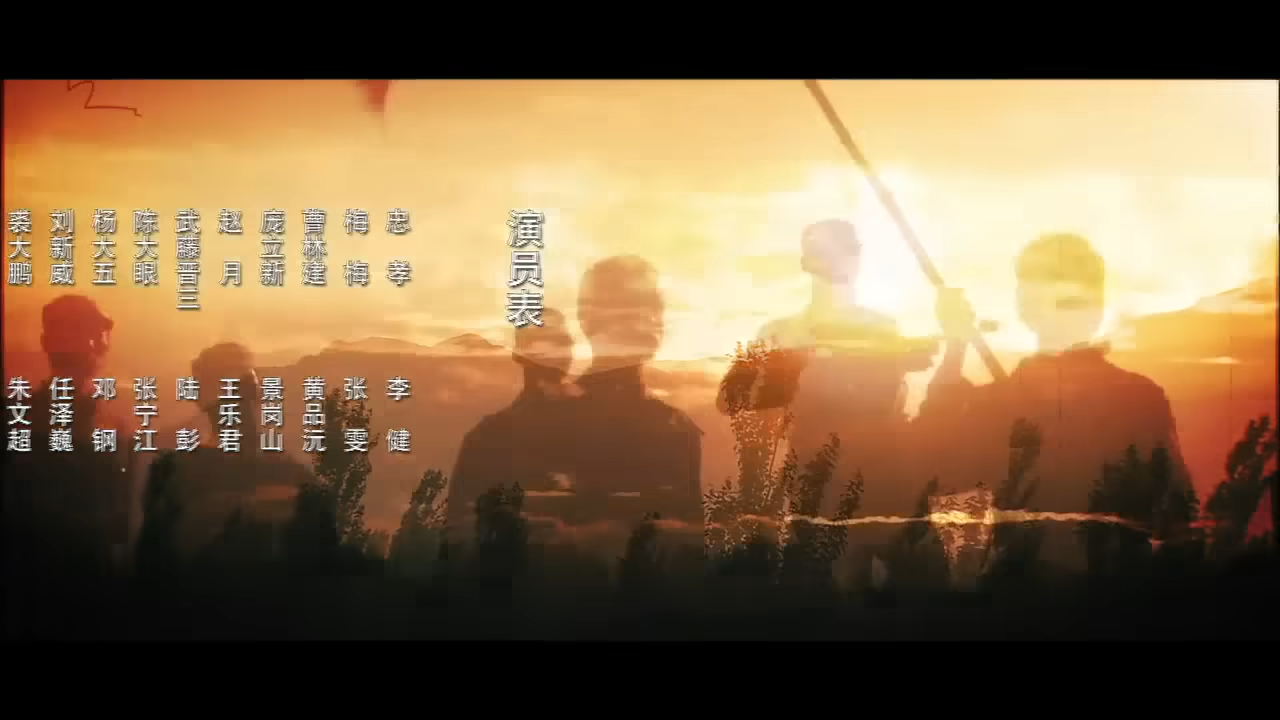 演员表
忠孝 李健
梅梅 张雯
曹林建 黄品沅
庞立新 景岗山
赵月 王乐君
武藤晋三 陆彭
陈大眼 张宁江
杨大五 邓钢
刘新威 任泽巍
裘大鹏 朱文超